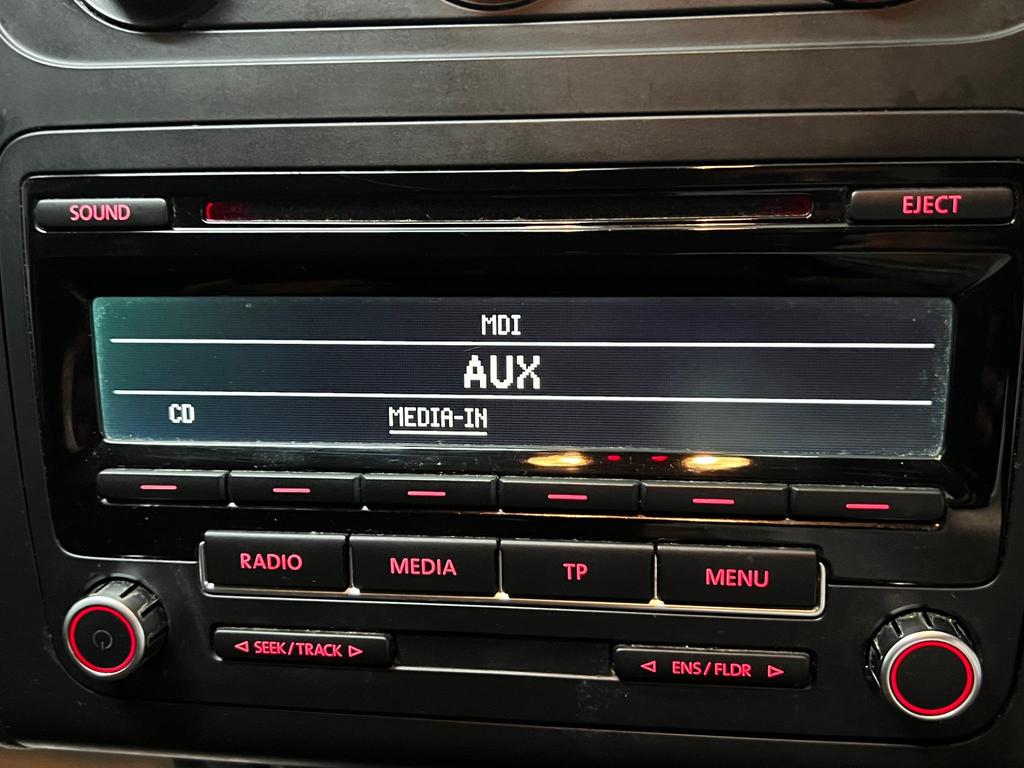 SOUND
EJECT
MDI
AUX
CD MEDIA-IN
RADIO MEDIA TP MENU
SEEK/TRACK
ENS/FLDR